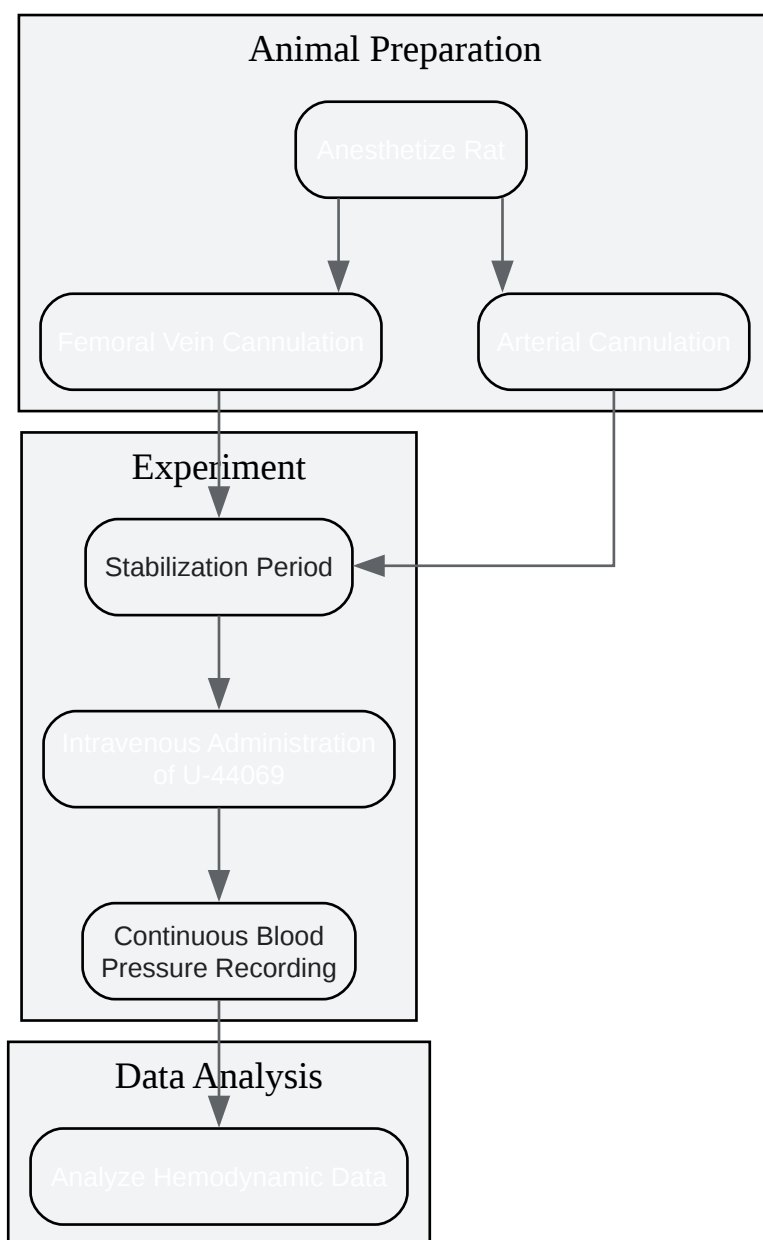 Animal Preparation
Anesthetize Rat
Femoral Vein Cannulation
Arterial Cannulation
Experiment
Stabilization Period
Intravenous Administration
of U-44069
Continuous Blood
Pressure Recording
Data Analysis
Analyze Hemodynamic Data